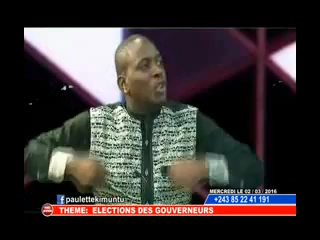 MERCREDI LE 02 / 03 / 2016
paulettekimuntu
+243 85 22 41 191
THEME: ELECTIONS DES GOUVERNEURS